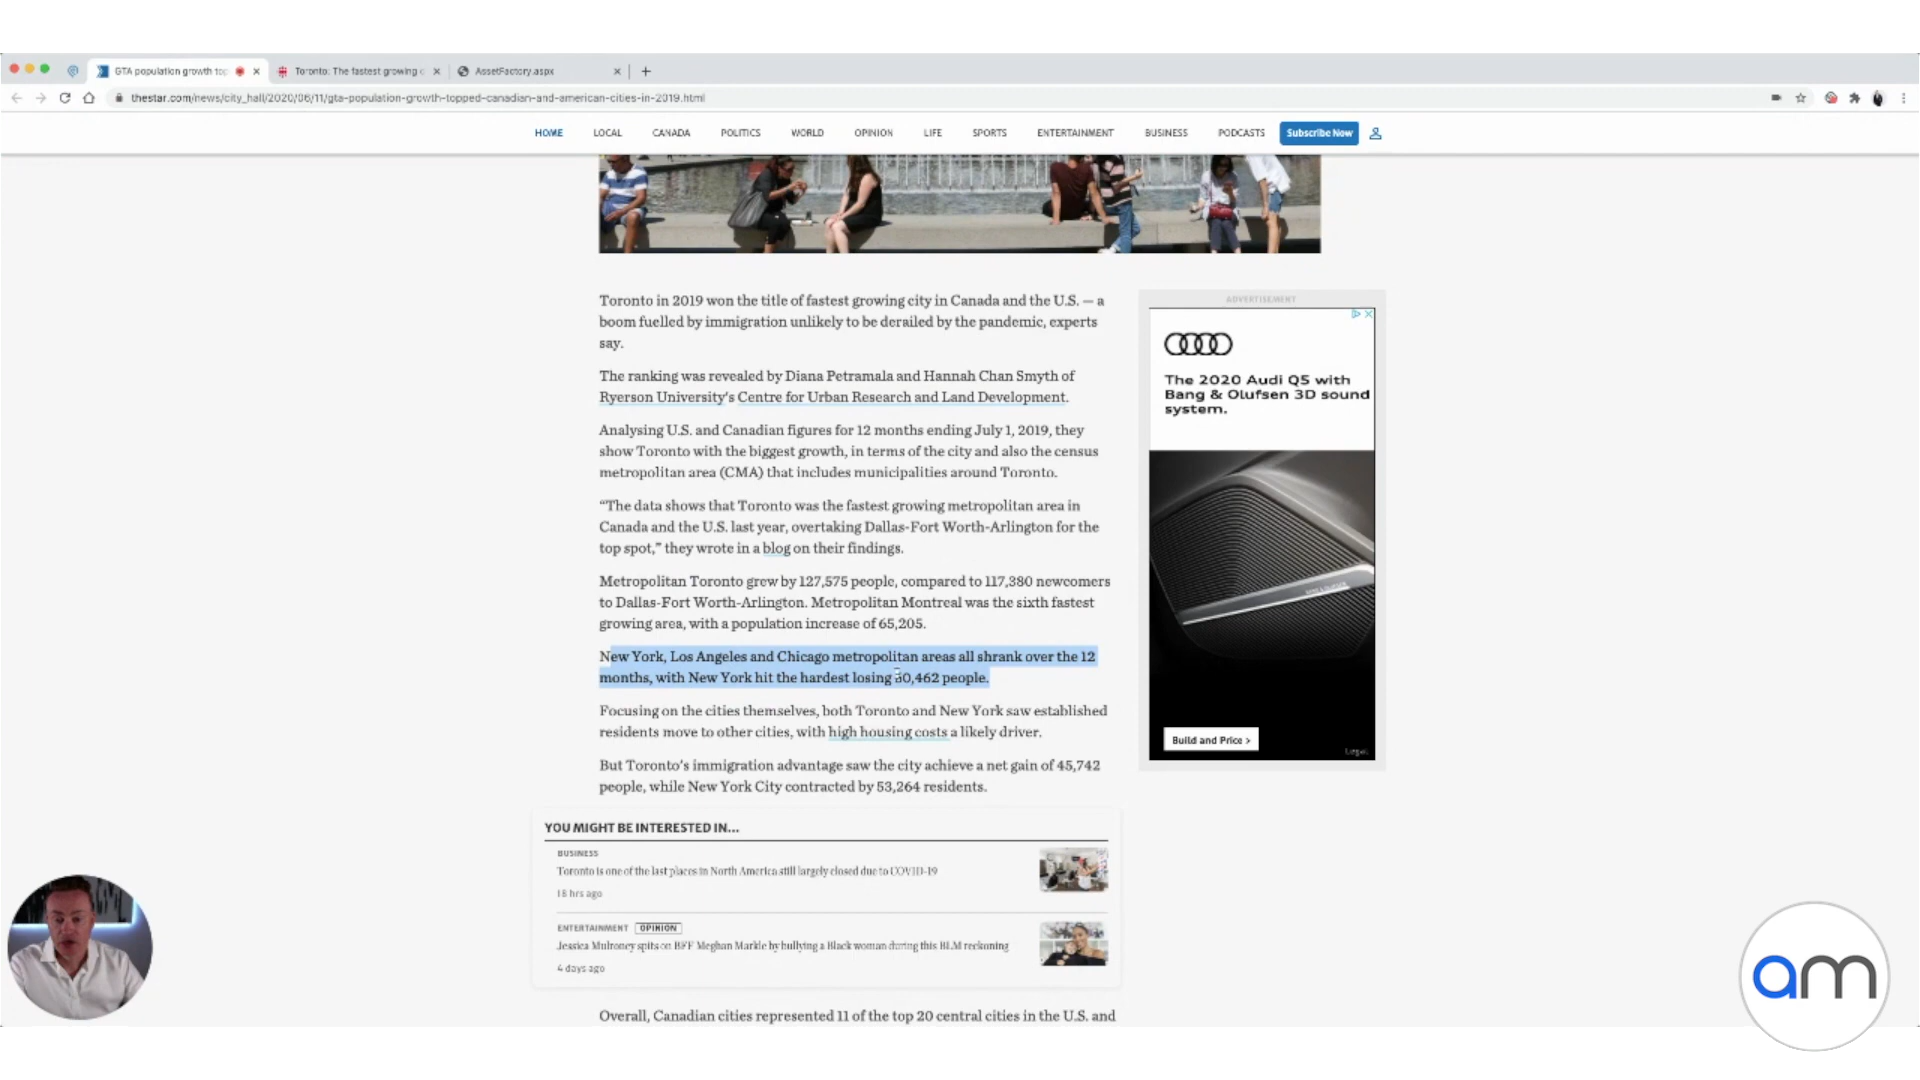 GTA population growth top
Toronto: The fastest growing c
AssetFactory.aspx
thestar.com/news/city_hall/2020/06/11/gta-population-growth-topped-canadian-and-american-cities-in-2019.html
HOME LOCAL CANADA POLITICS WORLD OPINION LIFE SPORTS ENTERTAINMENT BUSINESS PODCASTS Subscribe Now
Toronto in 2019 won the title of fastest growing city in Canada and the U.S. — a
boom fuelled by immigration unlikely to be derailed by the pandemic, experts
say.
The ranking was revealed by Diana Petramala and Hannah Chan Smyth of
Ryerson University's Centre for Urban Research and Land Development.
Analysing U.S. and Canadian figures for 12 months ending July 1, 2019, they
show Toronto with the biggest growth, in terms of the city and also the census
metropolitan area (CMA) that includes municipalities around Toronto.
“The data shows that Toronto was the fastest growing metropolitan area in
Canada and the U.S. last year, overtaking Dallas-Fort Worth-Arlington for the
top spot,” they wrote in a blog on their findings.
Metropolitan Toronto grew by 127,575 people, compared to 117,380 newcomers
to Dallas-Fort Worth-Arlington. Metropolitan Montreal was the sixth fastest
growing area, with a population increase of 65,205.
New York, Los Angeles and Chicago metropolitan areas all shrank over the 12
months, with New York hit the hardest losing 60,462 people.
Focusing on the cities themselves, both Toronto and New York saw established
residents move to other cities, with high housing costs a likely driver.
But Toronto's immigration advantage saw the city achieve a net gain of 45,742
people, while New York City contracted by 53,264 residents.
ADVERTISEMENT
The 2020 Audi Q5 with
Bang & Olufsen 3D sound
system.
Build and Price >
Legal
YOU MIGHT BE INTERESTED IN...
BUSINESS
Toronto is one of the last places in North America still largely closed due to COVID-19
18 hrs ago
ENTERTAINMENT OPINION
Jessica Mulroney spits on BFF Meghan Markle by bullying a Black woman during this BLM reckoning
4 days ago
Overall, Canadian cities represented 11 of the top 20 central cities in the U.S. and
am